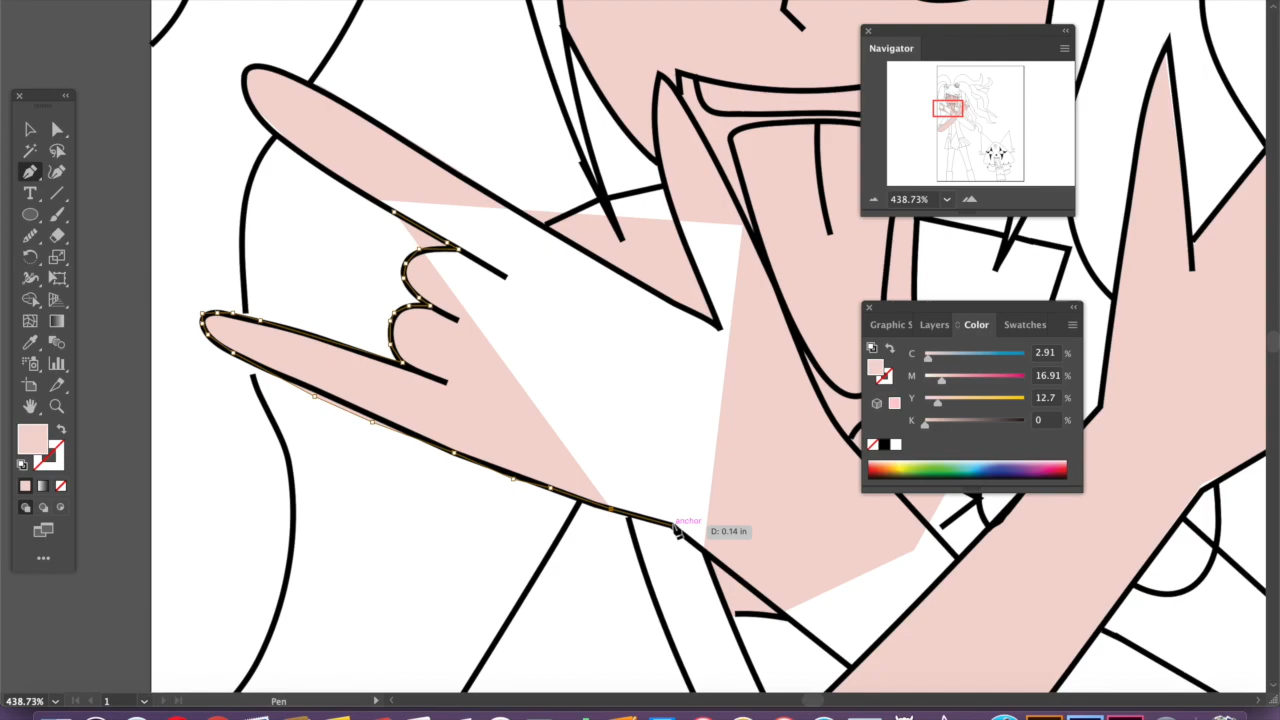 Navigator
438.73%
Graphic S
Layers
Color
Swatches
C 2.91 %
M 16.91 %
Y 12.7 %
K 0 %
anchor
D: 0.14 in
438.73%
1
Pen